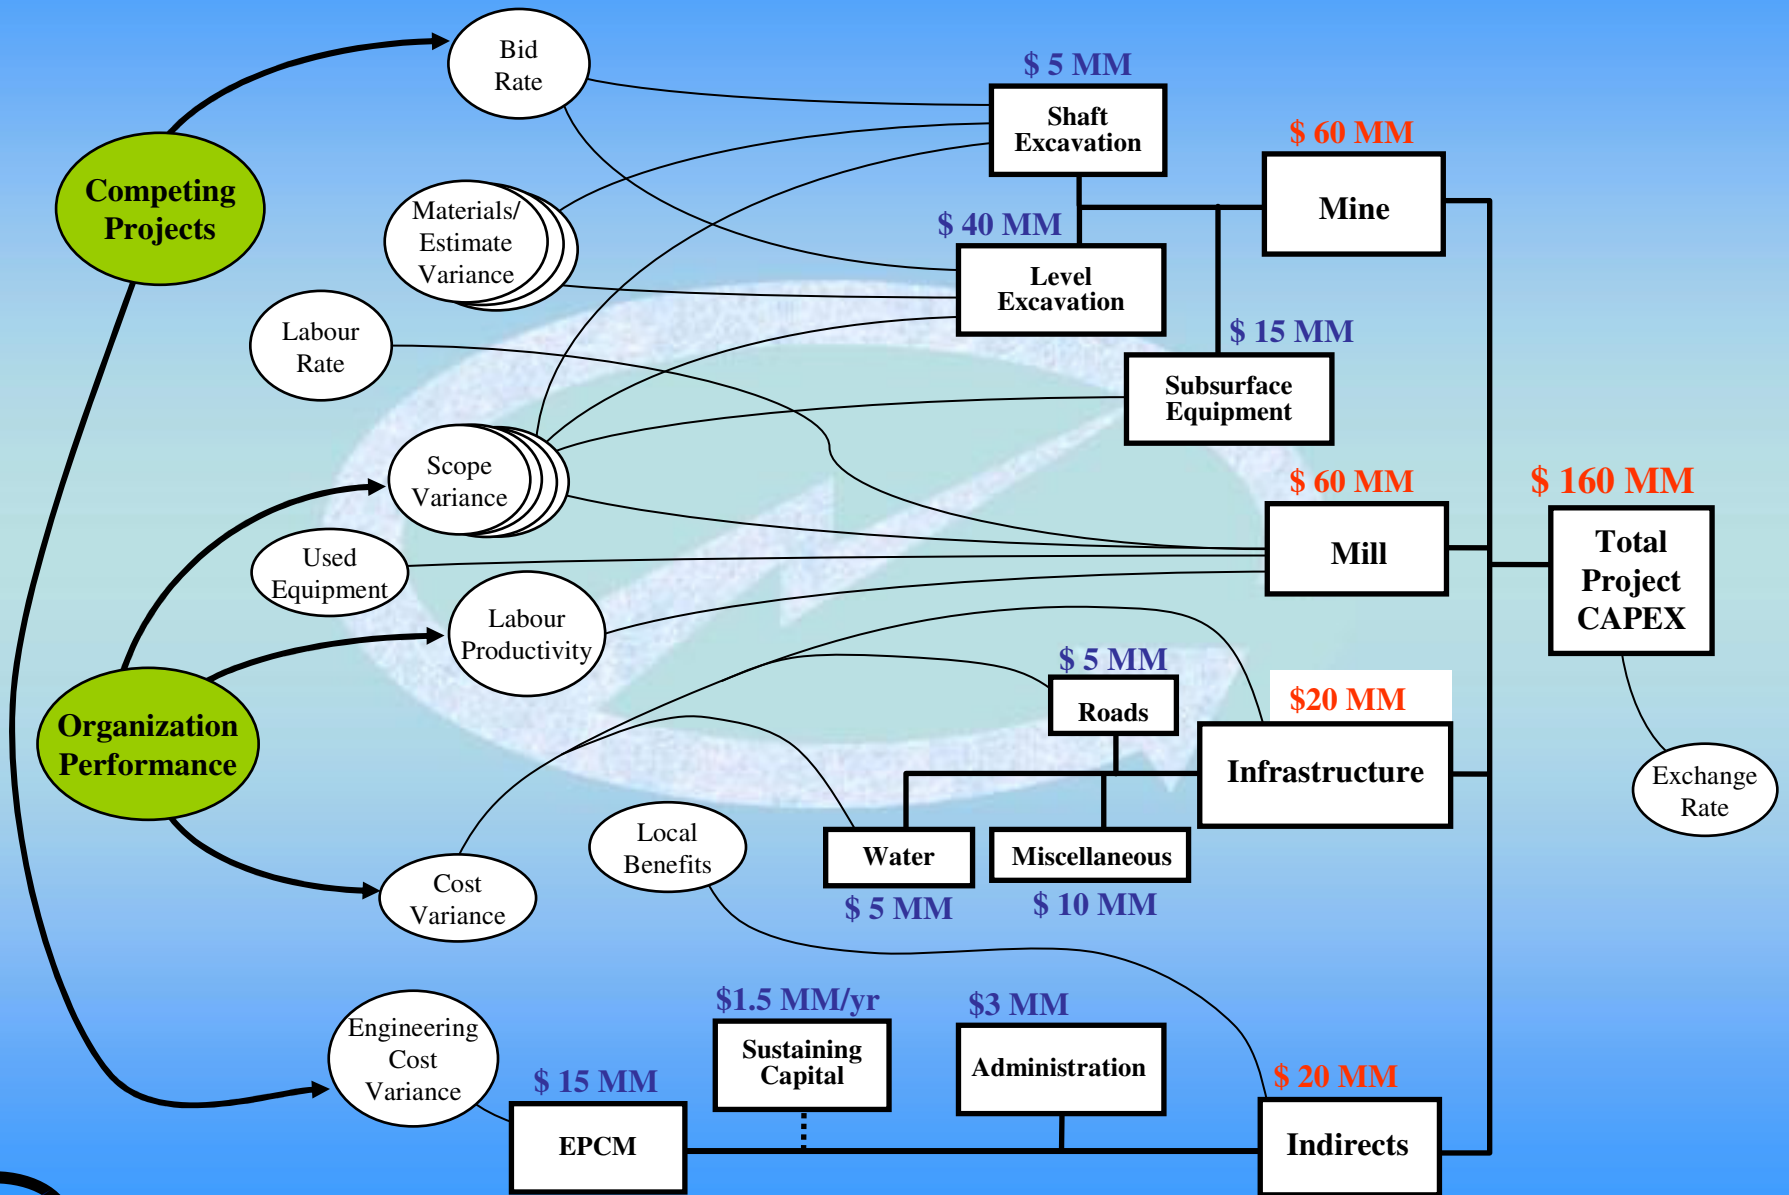 Bid
Rate
$ 5 MM
Shaft
Excavation
$ 60 MM
Mine
Competing
Projects
Materials/
Estimate
Variance
$ 40 MM
Level
Excavation
Labour
Rate
$ 15 MM
Subsurface
Equipment
Scope
Variance
$ 60 MM
Mill
$ 160 MM
Total
Project
CAPEX
Used
Equipment
Labour
Productivity
$ 5 MM
Roads
$20 MM
Infrastructure
Organization
Performance
Exchange
Rate
Local
Benefits
Water
$ 5 MM
Miscellaneous
$ 10 MM
Cost
Variance
Engineering
Cost
Variance
$ 15 MM
EPCM
$1.5 MM/yr
Sustaining
Capital
$3 MM
Administration
$ 20 MM
Indirects